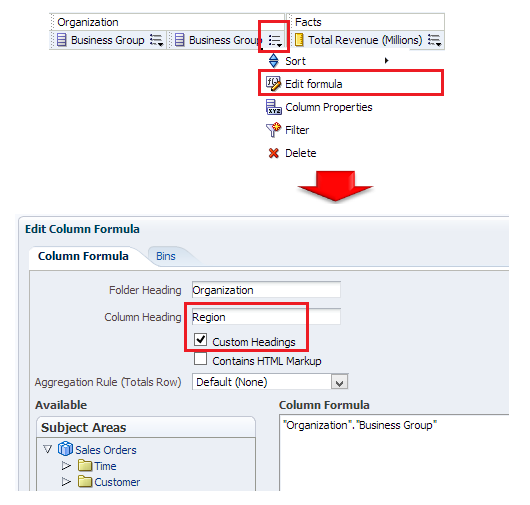 Organization Facts
Business Group Business Group Total Revenue (Millions)
Sort
Edit formula
Column Properties
Filter
Delete
Edit Column Formula
Column Formula Bins
Folder Heading Organization
Column Heading Region
Custom Headings
Contains HTML Markup
Aggregation Rule (Totals Row) Default (None)
Available Column Formula
Subject Areas "Organization"."Business Group"
Sales Orders
Time
Customer